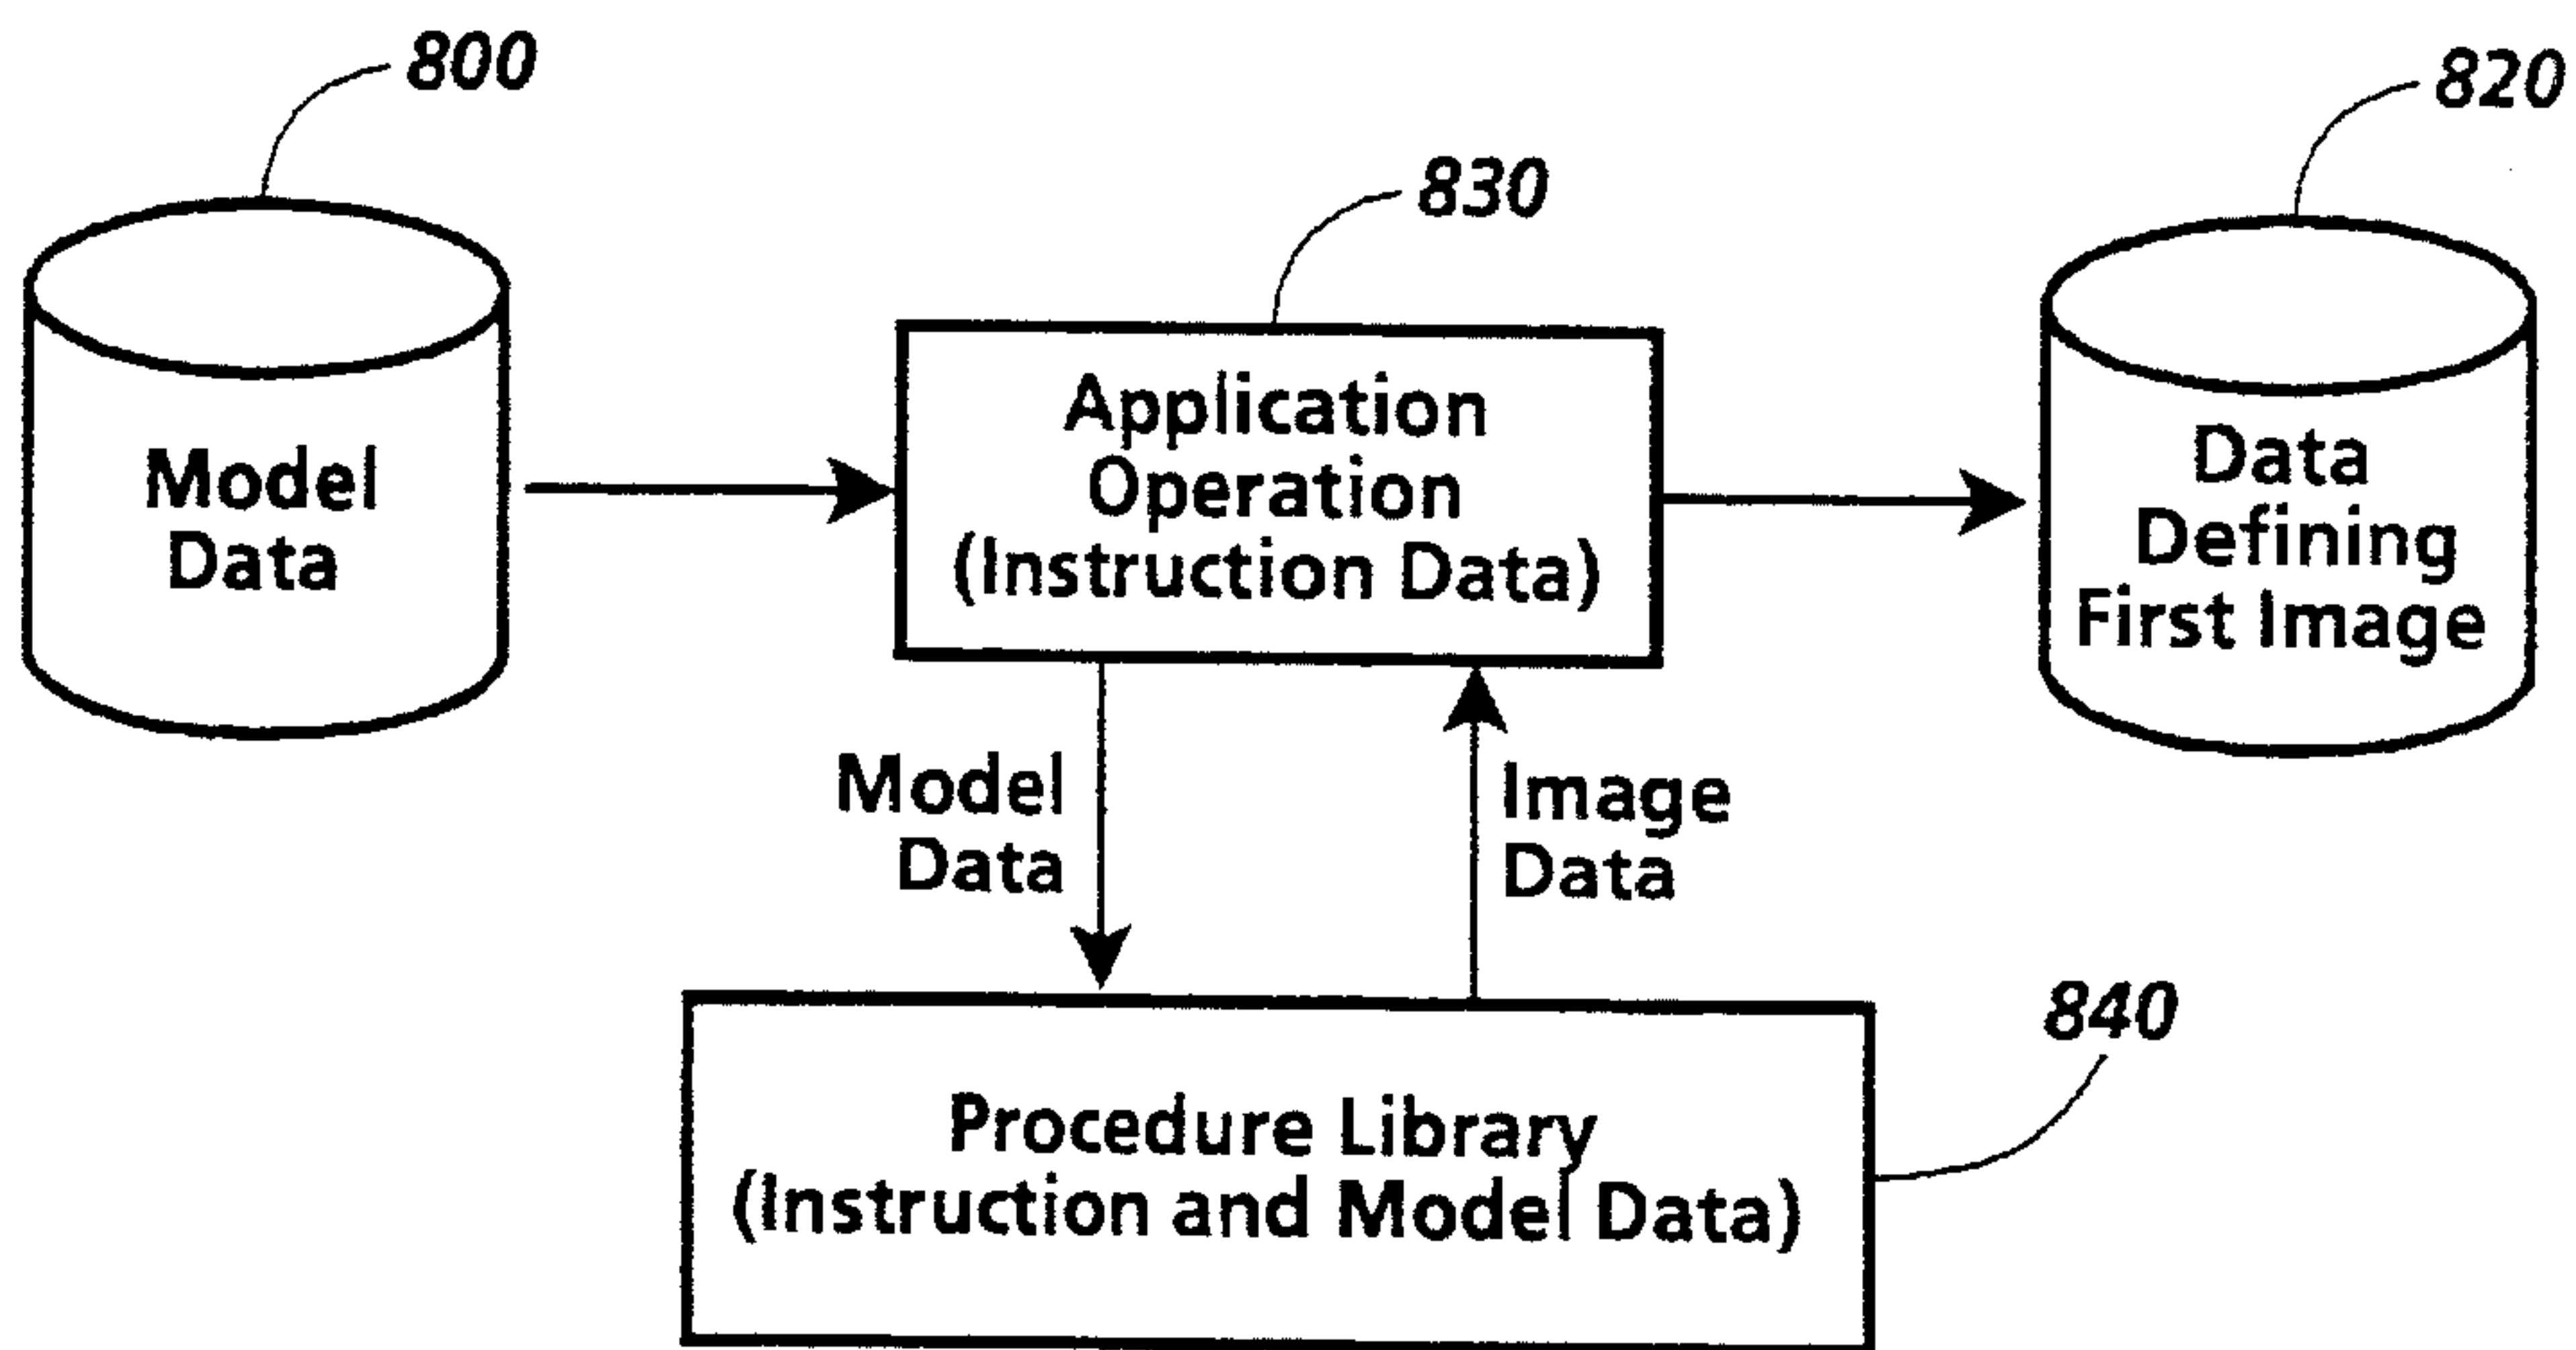 800
820
830
Model
Data
Application
Operation
(Instruction Data)
Data
Defining
First Image
Model
Data
Image
Data
840
Procedure Library
(Instruction and Model Data)